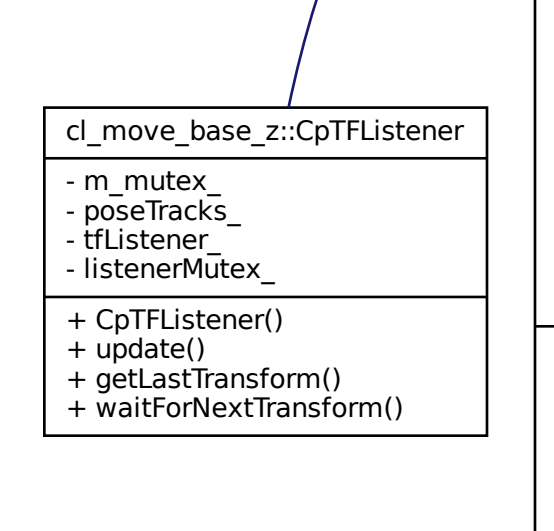 cl_move_base_z::CpTFListener
- m_mutex_
- poseTracks_
- tfListener_
- listenerMutex_
+ CpTFListener()
+ update()
+ getLastTransform()
+ waitForNextTransform()